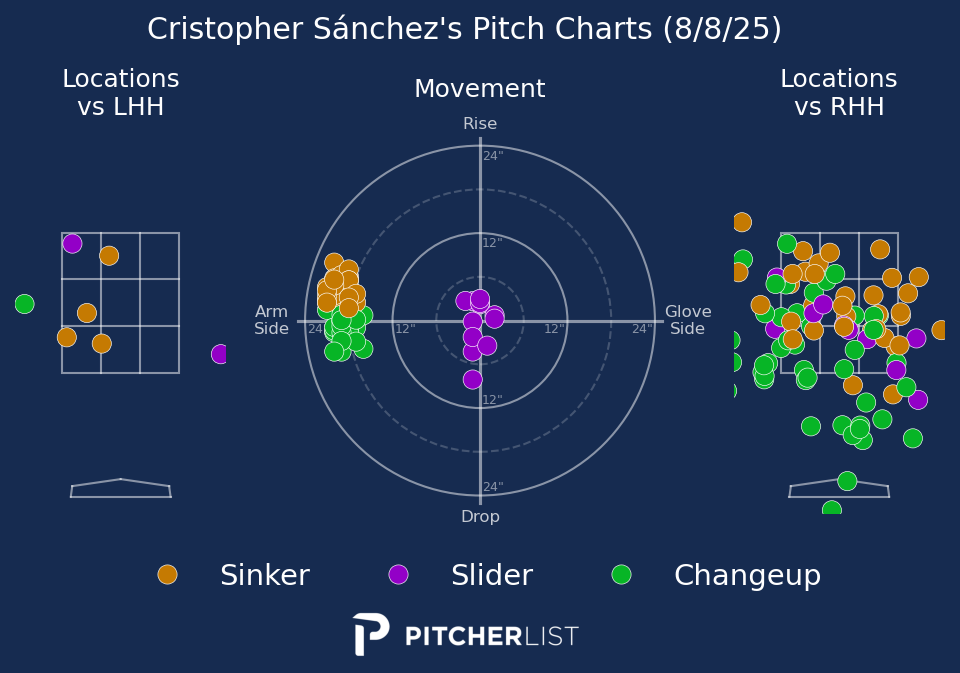 Cristopher Sánchez's Pitch Charts (8/8/25)
Locations
vs LHH
Movement
Locations
vs RHH
Rise
24"
12"
Arm
Side
24"
12"
12"
24"
Glove
Side
12"
24"
Drop
Sinker
Slider
Changeup
PITCHERLIST